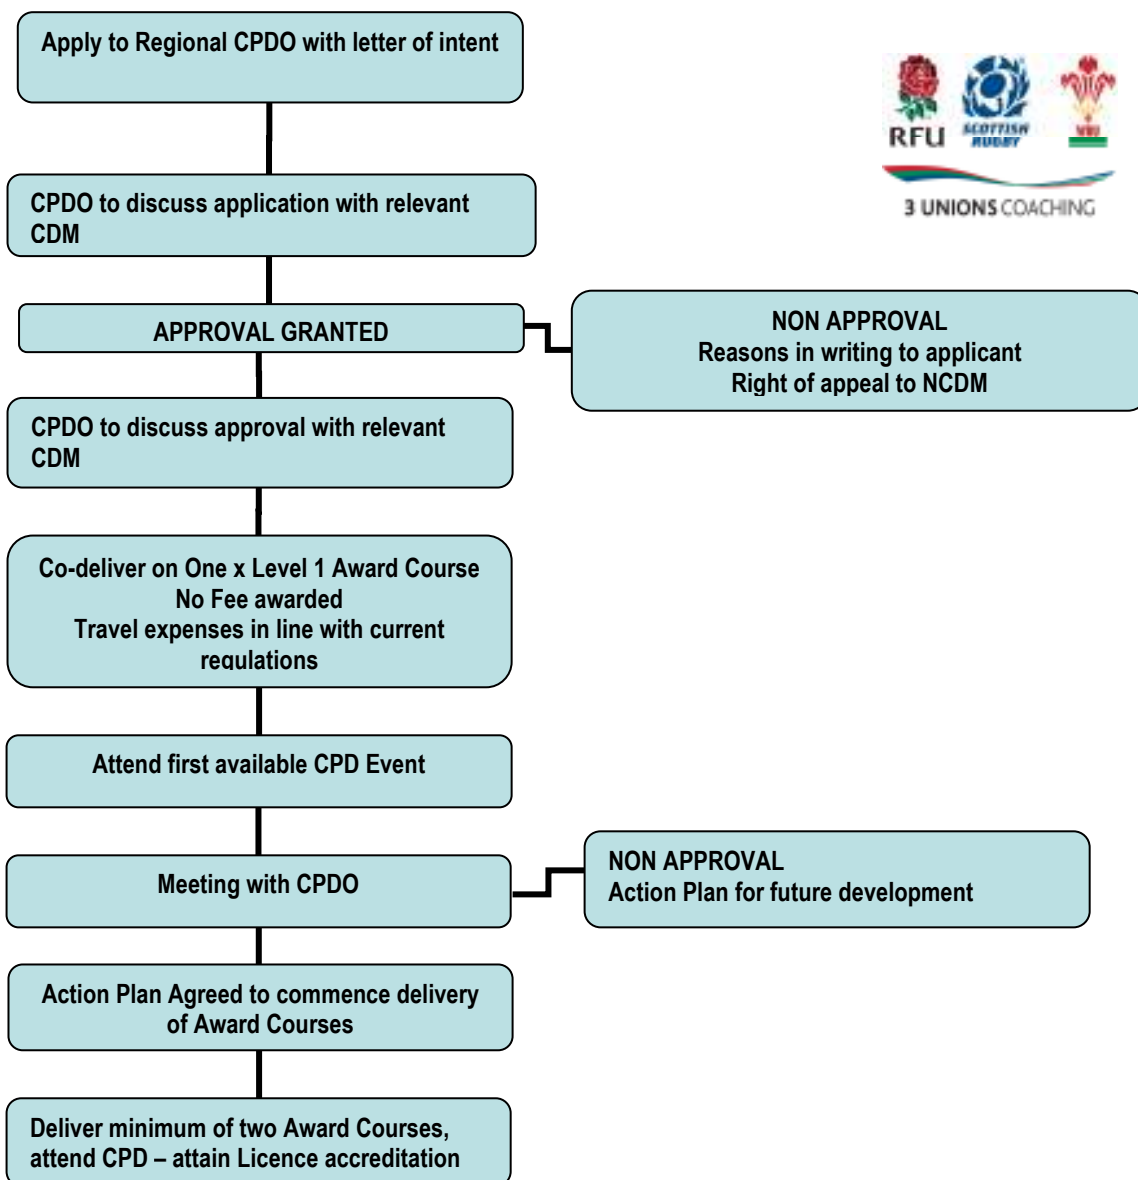 Apply to Regional CPDO with letter of intent
RFU
SCOTTISH
RUGBY
WRU
3 UNIONS COACHING
CPDO to discuss application with relevant
CDM
APPROVAL GRANTED
NON APPROVAL
Reasons in writing to applicant
Right of appeal to NCDM
CPDO to discuss approval with relevant
CDM
Co-deliver on One x Level 1 Award Course
No Fee awarded
Travel expenses in line with current
regulations
Attend first available CPD Event
Meeting with CPDO
NON APPROVAL
Action Plan for future development
Action Plan Agreed to commence delivery
of Award Courses
Deliver minimum of two Award Courses,
attend CPD – attain Licence accreditation